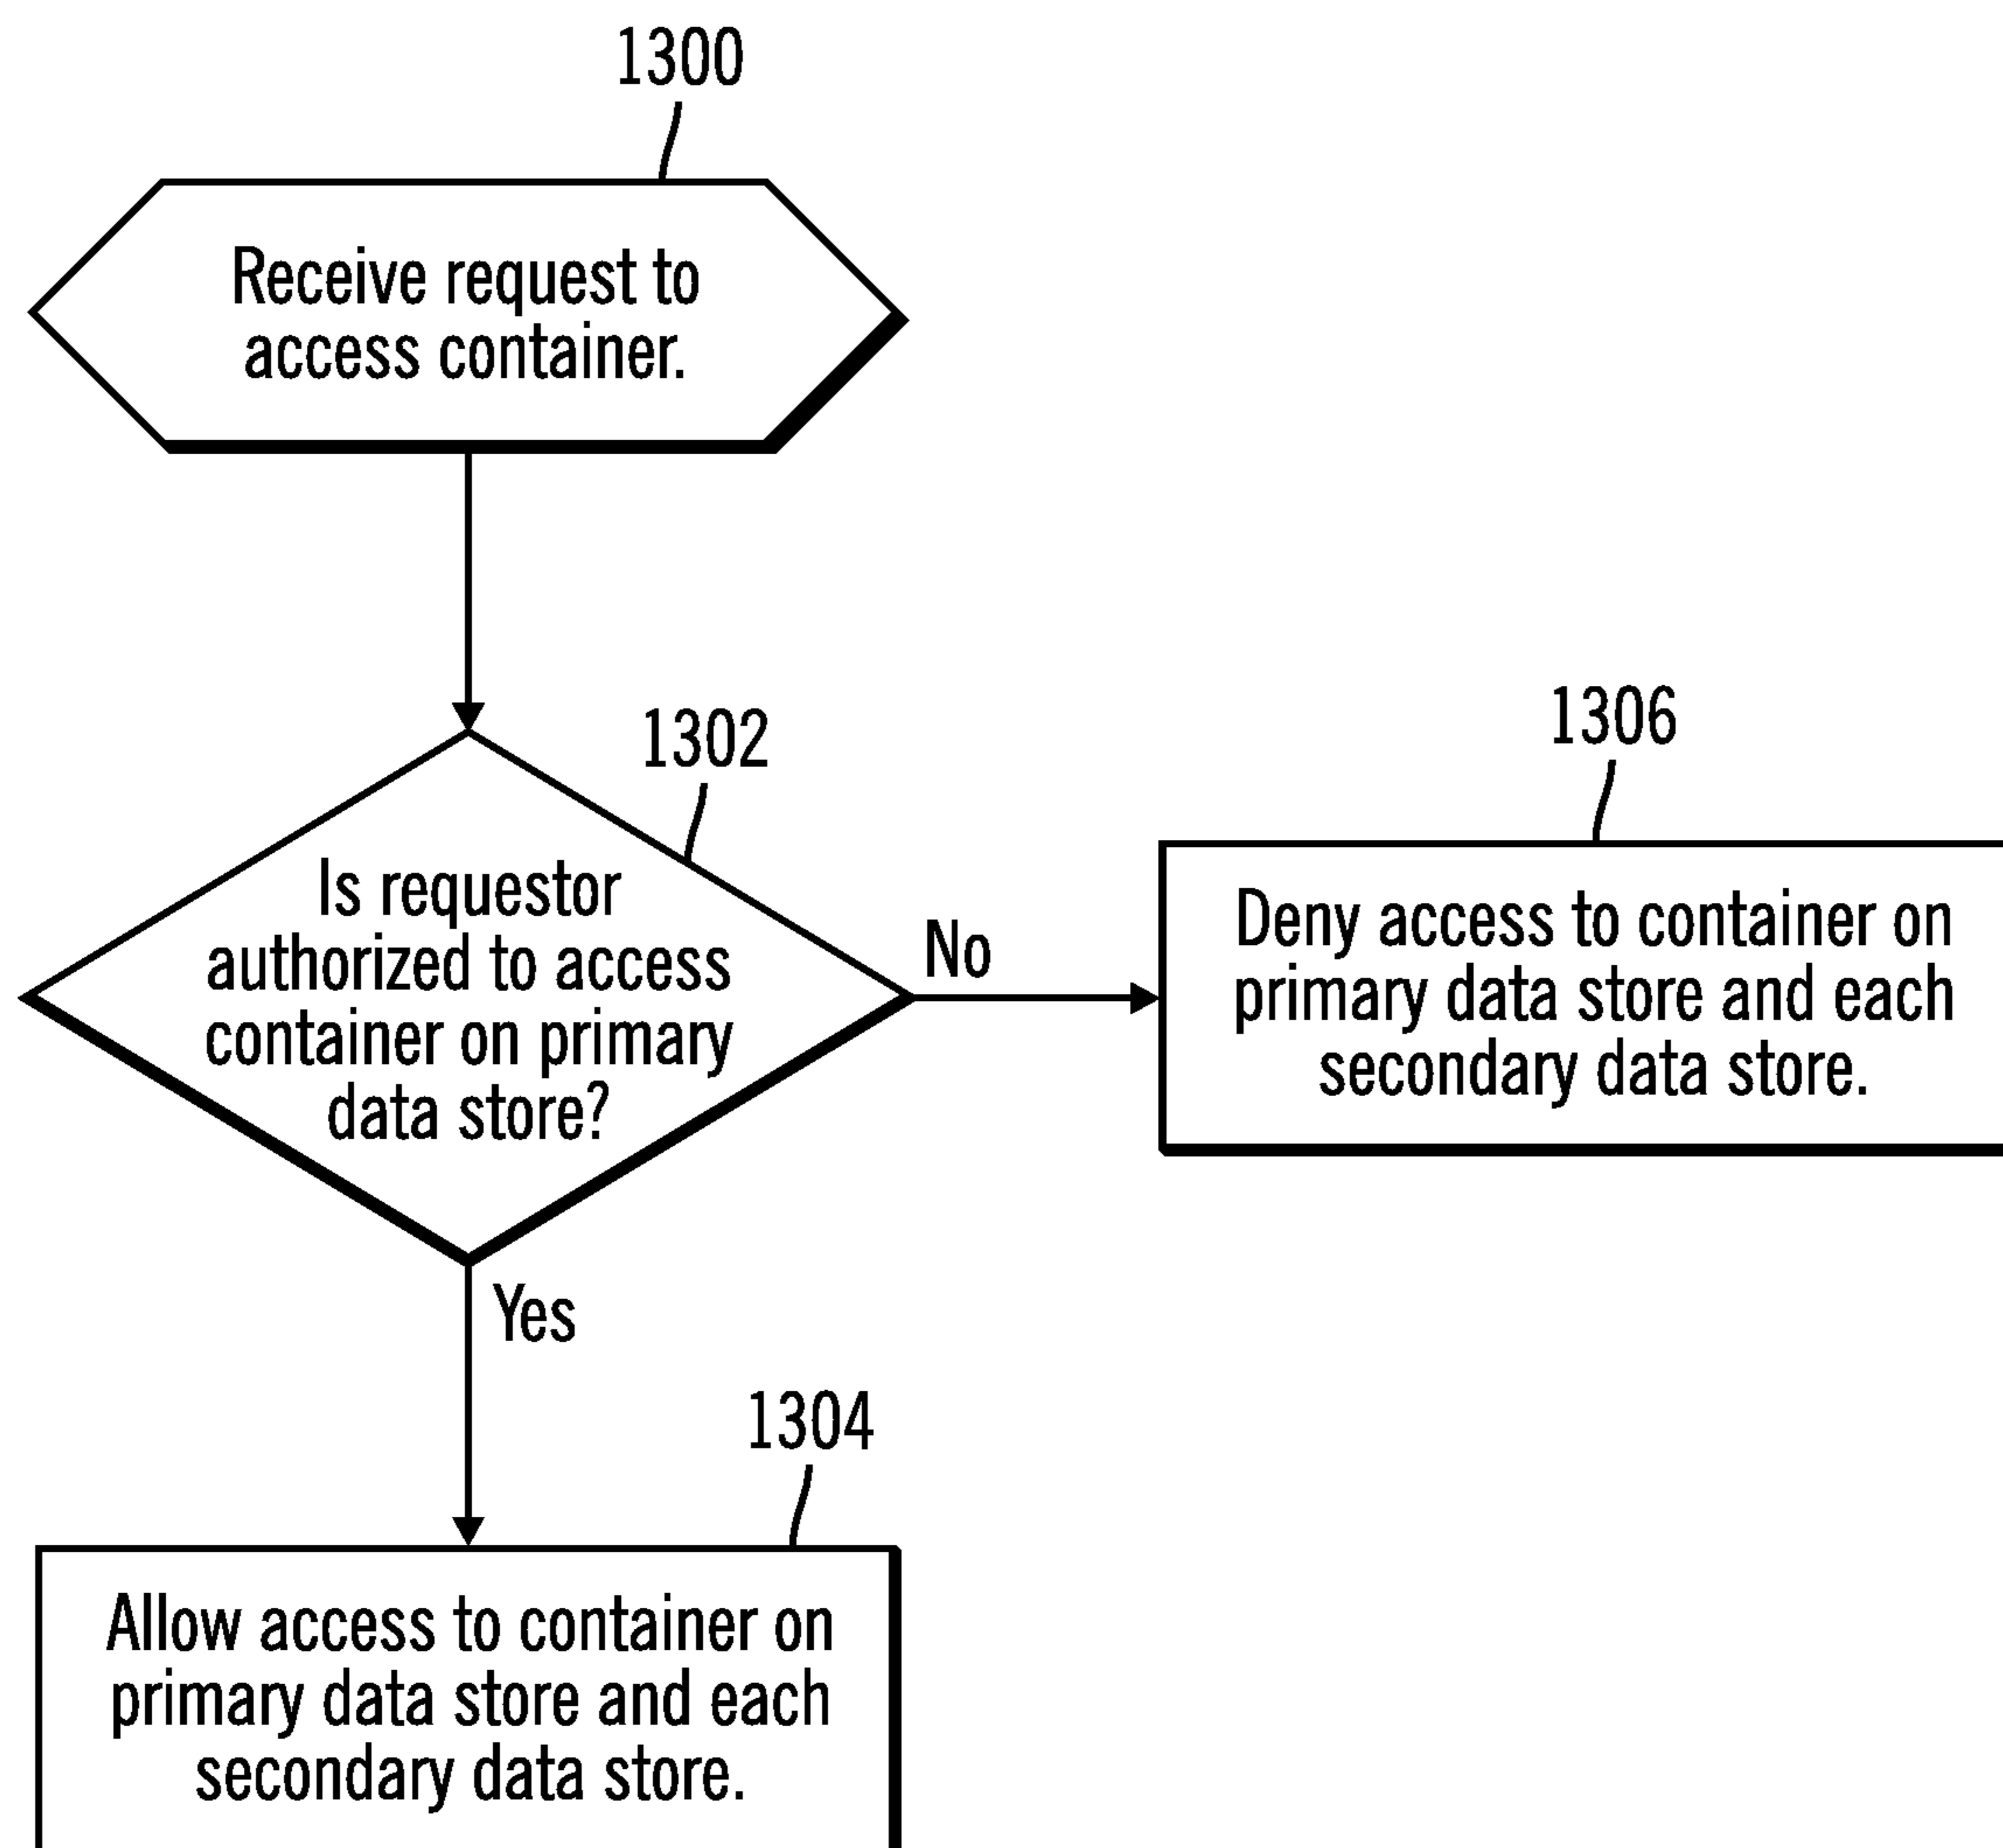 1300
Receive request to
access container.
1302
Is requestor
authorized to access
container on primary
data store?
No
1306
Deny access to container on
primary data store and each
secondary data store.
Yes
1304
Allow access to container on
primary data store and each
secondary data store.